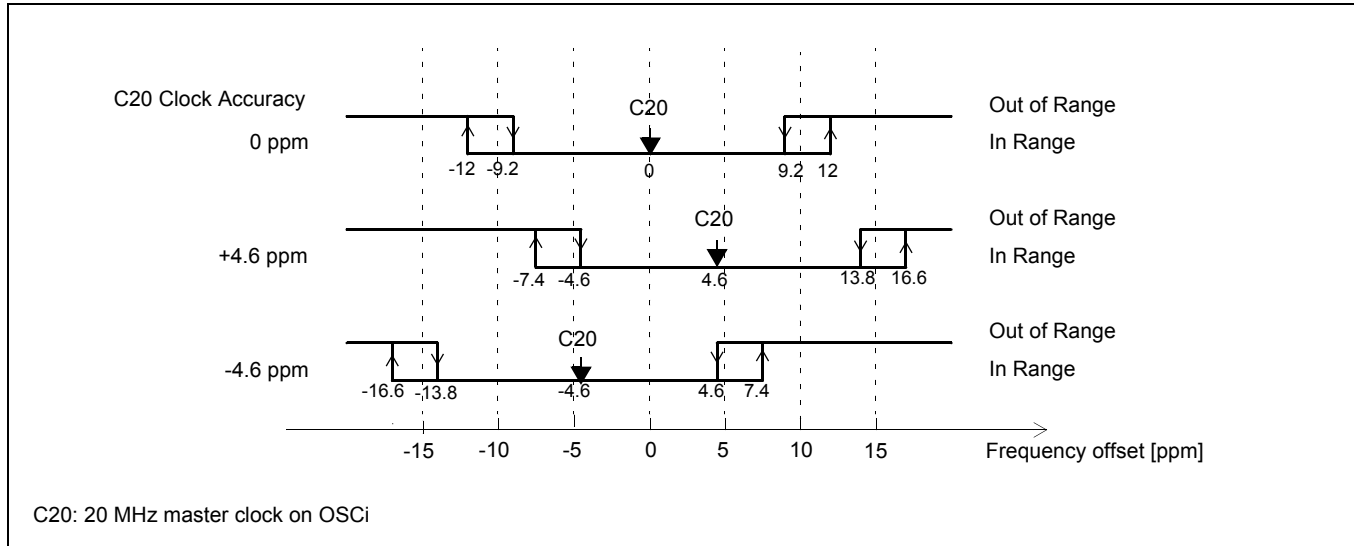 C20 Clock Accuracy
C20
Out of Range
0 ppm
In Range
-12 -9.2 0 9.2 12
C20
Out of Range
+4.6 ppm
In Range
-7.4 -4.6 4.6 13.8 16.6
C20
Out of Range
-4.6 ppm
In Range
-16.6 -13.8 -4.6 4.6 7.4
-15 -10 -5 0 5 10 15 Frequency offset [ppm]
C20: 20 MHz master clock on OSCi